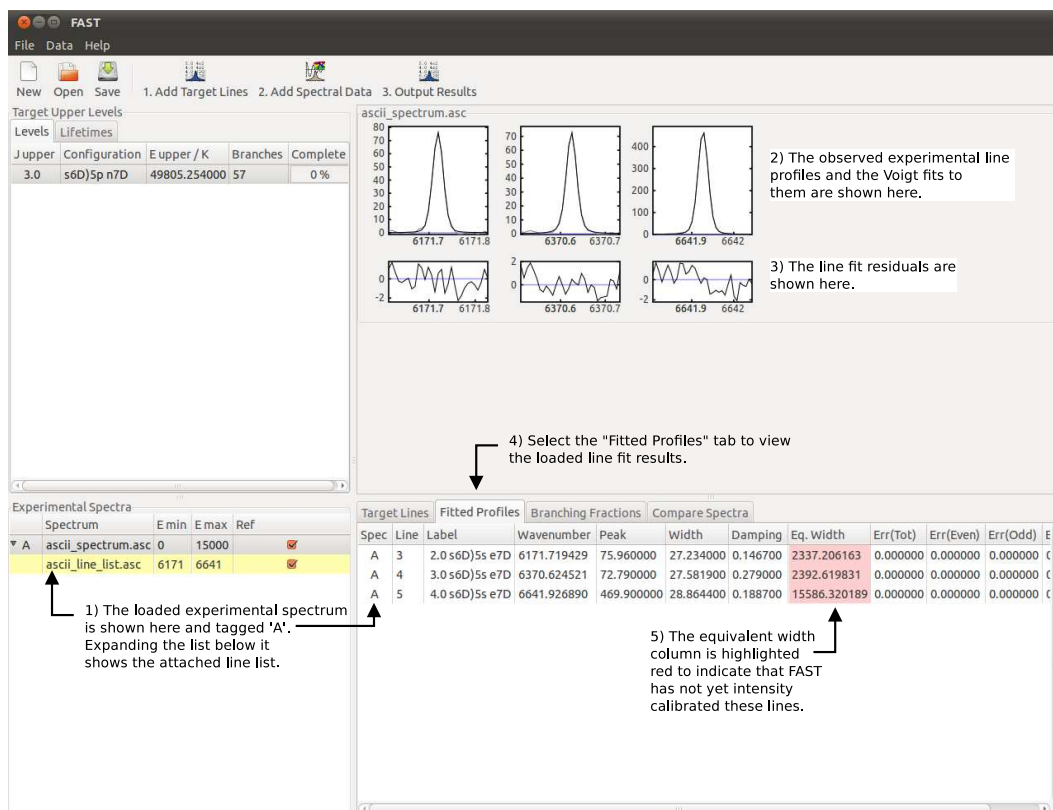 FAST
File Data Help
New Open Save 1. Add Target Lines 2. Add Spectral Data 3. Output Results
Target Upper Levels
Levels Lifetimes
J upper Configuration E upper / K Branches Complete
3.0 s6D)5p n7D 49805.254000 57 0 %
ascii_spectrum.asc
80
70
60
50
40
30
20
10
0
6171.7 6171.8
70
60
50
40
30
20
10
0
6370.6 6370.7
400
300
200
100
0
6641.9 6642
2) The observed experimental line
profiles and the Voigt fits to
them are shown here.
0
-2
6171.7 6171.8
2
0
6370.6 6370.7
0
-2
6641.9 6642
3) The line fit residuals are
shown here.
4) Select the "Fitted Profiles" tab to view
the loaded line fit results.
Experimental Spectra
Spectrum E min E max Ref
A ascii_spectrum.asc 0 15000
ascii_line_list.asc 6171 6641
1) The loaded experimental spectrum
is shown here and tagged 'A'.
Expanding the list below it
shows the attached line list.
Target Lines Fitted Profiles Branching Fractions Compare Spectra
Spec Line Label Wavenumber Peak Width Damping Eq. Width Err(Tot) Err(Even) Err(Odd) E
A 3 2.0 s6D)5s e7D 6171.719429 75.960000 27.234000 0.146700 2337.206163 0.000000 0.000000 0.000000
A 4 3.0 s6D)5s e7D 6370.624521 72.790000 27.581900 0.279000 2392.619831 0.000000 0.000000 0.000000
A 5 4.0 s6D)5s e7D 6641.926890 469.900000 28.864400 0.188700 15586.320189 0.000000 0.000000 0.000000
5) The equivalent width
column is highlighted
red to indicate that FAST
has not yet intensity
calibrated these lines.